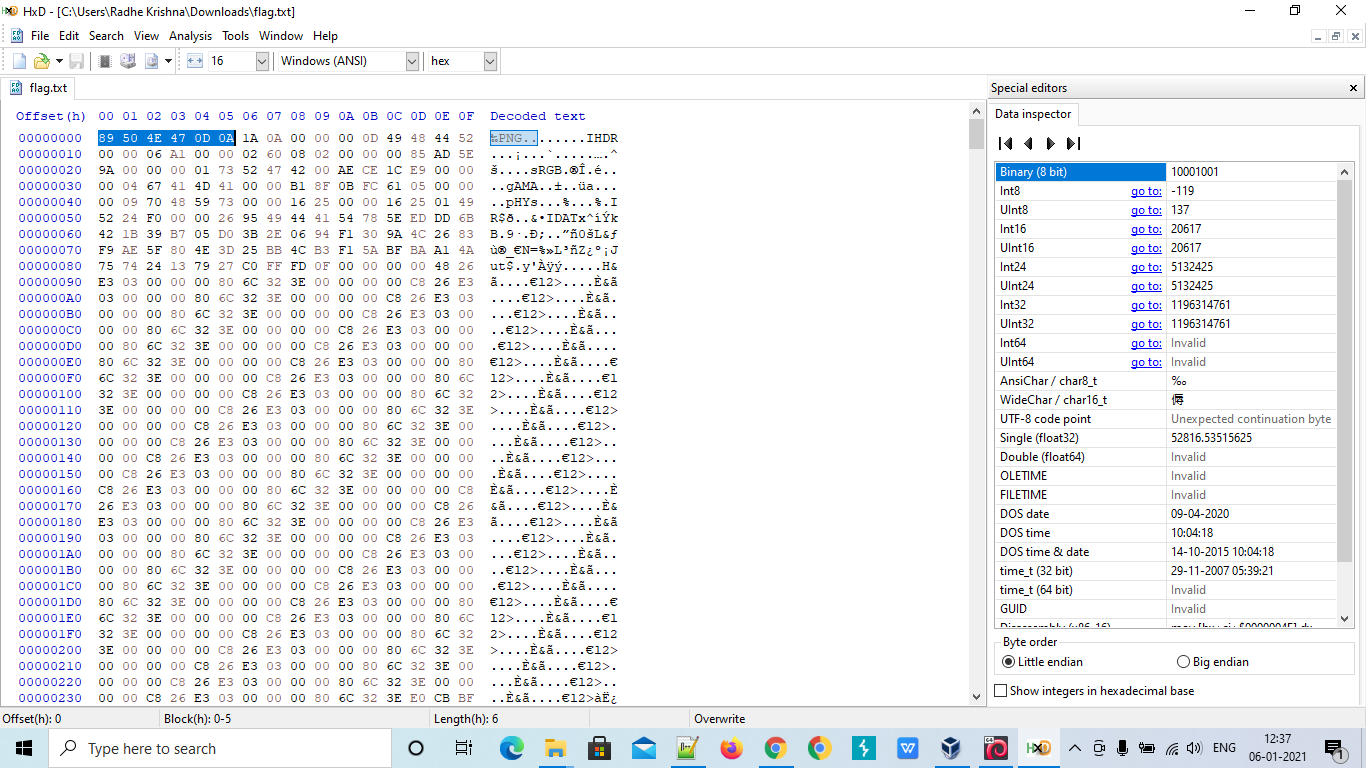 HxD - [C:\Users\Radhe Krishna\Downloads\flag.txt]
File Edit Search View Analysis Tools Window Help
16 Windows (ANSI) hex
flag.txt
Offset(h) 00 01 02 03 04 05 06 07 08 09 0A 0B 0C 0D 0E 0F Decoded text
00000000 89 50 4E 47 0D 0A 1A 0A 00 00 00 0D 49 48 44 52 ‰PNG........IHDR
00000010 00 00 06 A1 00 00 02 60 08 02 00 00 00 85 AD 5E ...¡...`.....….^
00000020 9A 00 00 00 01 73 52 47 42 00 AE CE 1C E9 00 00 š....sRGB.®Î.é..
00000030 00 04 67 41 4D 41 00 00 B1 8F 0B FC 61 05 00 00 ..gAMA..±..üa...
00000040 00 09 70 48 59 73 00 00 16 25 00 00 16 25 01 49 ..pHYs...%...%.I
00000050 52 24 F0 00 00 26 95 49 44 41 54 78 5E ED DD 6B R$ð..&•IDATx^íÝk
00000060 42 1B 39 B7 05 D0 3B 2E 06 94 F1 30 9A 4C 26 83 B.9·.Ð;..”ñ0šL&ƒ
00000070 F9 AE 5F 80 4E 3D 25 BB 4C B3 F1 5A BF BA A1 4A ù®_€N=%»L³ñZ¿º¡J
00000080 75 74 24 13 79 27 C0 FF FD 0F 00 00 00 00 48 26 ut$.y'Àÿý.....H&
00000090 E3 03 00 00 00 80 6C 32 3E 00 00 00 00 C8 26 E3 ã....€l2>....È&ã
000000A0 03 00 00 00 80 6C 32 3E 00 00 00 00 C8 26 E3 03 ....€l2>....È&ã.
000000B0 00 00 00 80 6C 32 3E 00 00 00 00 C8 26 E3 03 00 ...€l2>....È&ã..
000000C0 00 00 80 6C 32 3E 00 00 00 00 C8 26 E3 03 00 00 ..€l2>....È&ã...
000000D0 00 80 6C 32 3E 00 00 00 00 C8 26 E3 03 00 00 00 .€l2>....È&ã....
000000E0 80 6C 32 3E 00 00 00 00 C8 26 E3 03 00 00 00 80 €l2>....È&ã....€
000000F0 6C 32 3E 00 00 00 00 C8 26 E3 03 00 00 00 80 6C l2>....È&ã....€l
00000100 32 3E 00 00 00 00 C8 26 E3 03 00 00 00 80 6C 32 2>....È&ã....€l2
00000110 3E 00 00 00 00 C8 26 E3 03 00 00 00 80 6C 32 3E >....È&ã....€l2>
00000120 00 00 00 00 C8 26 E3 03 00 00 00 80 6C 32 3E 00 ....È&ã....€l2>.
00000130 00 00 00 C8 26 E3 03 00 00 00 80 6C 32 3E 00 00 ...È&ã....€l2>..
00000140 00 00 C8 26 E3 03 00 00 00 80 6C 32 3E 00 00 00 ..È&ã....€l2>...
00000150 00 C8 26 E3 03 00 00 00 80 6C 32 3E 00 00 00 00 .È&ã....€l2>....
00000160 C8 26 E3 03 00 00 00 80 6C 32 3E 00 00 00 00 C8 È&ã....€l2>....È
00000170 26 E3 03 00 00 00 80 6C 32 3E 00 00 00 00 C8 26 &ã....€l2>....È&
00000180 E3 03 00 00 00 80 6C 32 3E 00 00 00 00 C8 26 E3 ã....€l2>....È&ã
00000190 03 00 00 00 80 6C 32 3E 00 00 00 00 C8 26 E3 03 ....€l2>....È&ã.
000001A0 00 00 00 80 6C 32 3E 00 00 00 00 C8 26 E3 03 00 ...€l2>....È&ã..
000001B0 00 00 80 6C 32 3E 00 00 00 00 C8 26 E3 03 00 00 ..€l2>....È&ã...
000001C0 00 80 6C 32 3E 00 00 00 00 C8 26 E3 03 00 00 00 .€l2>....È&ã....
000001D0 80 6C 32 3E 00 00 00 00 C8 26 E3 03 00 00 00 80 €l2>....È&ã....€
000001E0 6C 32 3E 00 00 00 00 C8 26 E3 03 00 00 00 80 6C l2>....È&ã....€l
000001F0 32 3E 00 00 00 00 C8 26 E3 03 00 00 00 80 6C 32 2>....È&ã....€l2
00000200 3E 00 00 00 00 C8 26 E3 03 00 00 00 80 6C 32 3E >....È&ã....€l2>
00000210 00 00 00 00 C8 26 E3 03 00 00 00 80 6C 32 3E 00 ....È&ã....€l2>.
00000220 00 00 00 C8 26 E3 03 00 00 00 80 6C 32 3E 00 00 ...È&ã....€l2>..
00000230 00 00 C8 26 E3 03 00 00 00 80 6C 32 3E E0 CB BF ..È&ã....€l2>àË¿
Special editors
Data inspector
Binary (8 bit) 10001001
Int8 go to: -119
UInt8 go to: 137
Int16 go to: 20617
UInt16 go to: 20617
Int24 go to: 5132425
UInt24 go to: 5132425
Int32 go to: 1196314761
UInt32 go to: 1196314761
Int64 go to: Invalid
UInt64 go to: Invalid
AnsiChar / char8_t ‰
WideChar / char16_t 傉
UTF-8 code point Unexpected continuation byte
Single (float32) 52816.53515625
Double (float64) Invalid
OLETIME Invalid
FILETIME Invalid
DOS date 09-04-2020
DOS time 10:04:18
DOS time & date 14-10-2015 10:04:18
time_t (32 bit) 29-11-2007 05:39:21
time_t (64 bit) Invalid
GUID Invalid
Byte order
Little endian Big endian
Show integers in hexadecimal base
Offset(h): 0 Block(h): 0-5 Length(h): 6 Overwrite
Type here to search
ENG
12:37
06-01-2021
1